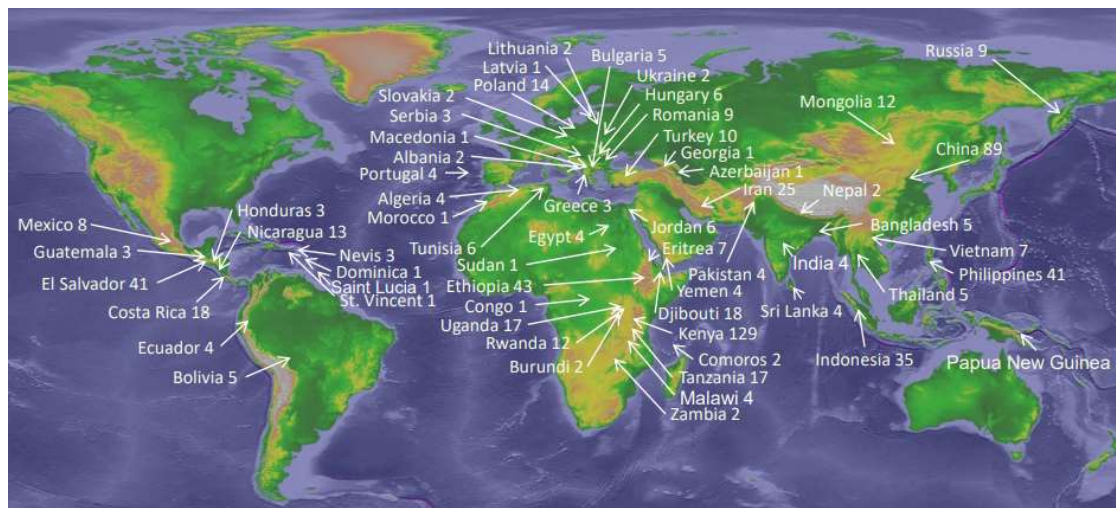 Lithuania 2
Bulgaria 5
Russia 9
Latvia 1
Ukraine 2
Poland 14
Hungary 6
Slovakia 2
Mongolia 12
Serbia 3
Romania 9
Macedonia 1
Turkey 10
China 89
Albania 2
Georgia 1
Portugal 4
Azerbaijan 1
Algeria 4
Iran 25
Nepal 2
Morocco 1
Greece 3
Honduras 3
Mexico 8
Jordan 6
Bangladesh 5
Nicaragua 13
Egypt 4
Guatemala 3
Tunisia 6
Eritrea 7
Vietnam 7
Nevis 3
Sudan 1
India 4
Dominica 1
Pakistan 4
Philippines 41
El Salvador 41
Saint Lucia 1
Ethiopia 43
Yemen 4
Thailand 5
St. Vincent 1
Congo 1
Djibouti 18
Sri Lanka 4
Costa Rica 18
Uganda 17
Kenya 129
Rwanda 12
Ecuador 4
Comoros 2
Indonesia 35
Papua New Guinea
Burundi 2
Bolivia 5
Tanzania 17
Malawi 4
Zambia 2